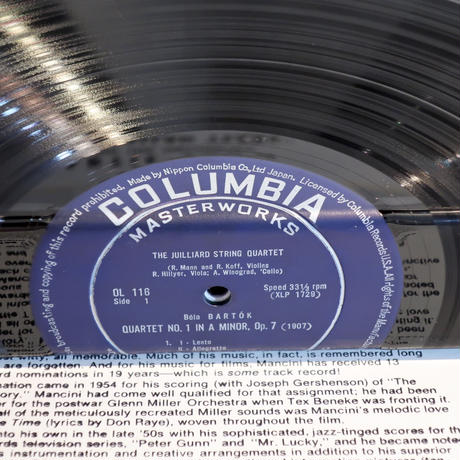 broadcasting and copying of this record prohibited. Made by Nippon Columbia Co., Ltd Japan. Licensed by Columbia Records U.S.A. All rights of the
COLUMBIA
MASTERWORKS
THE JUILLIARD STRING QUARTET
(R. Mann and R. Koff, Violins
R. Hillyer, Viola; A. Winograd, 'Cello)
OL 116
Side 1
Speed 33⅓ rpm
(XLP 1729)
Béla BARTÓK
QUARTET NO. 1 IN A MINOR, Op. 7 (1907)
1. I - Lento
II - Allegretto
witty all memorable. Much of his music, in fact, is remembered long
are forgotten. And for his music for films, Mancini has received 13
rd nominations in 19 years—which is some track record!
nation came in 1954 for his scoring (with Joseph Gershenson) of "The
ory." Mancini had come well qualified for that assignment; he had been
r for the postwar Glenn Miller Orchestra when Tex Beneke was fronting it.
all of the meticulously recreated Miller sounds was Mancini's melodic love
e Time (lyrics by Don Raye), woven throughout the film.
nto his own in the late '50s with his sophisticated, jazz-tinged scores for th
rds television series, "Peter Gunn" and "Mr. Lucky," and he became noted
instrumentation and creative arrangements in addition to his superior